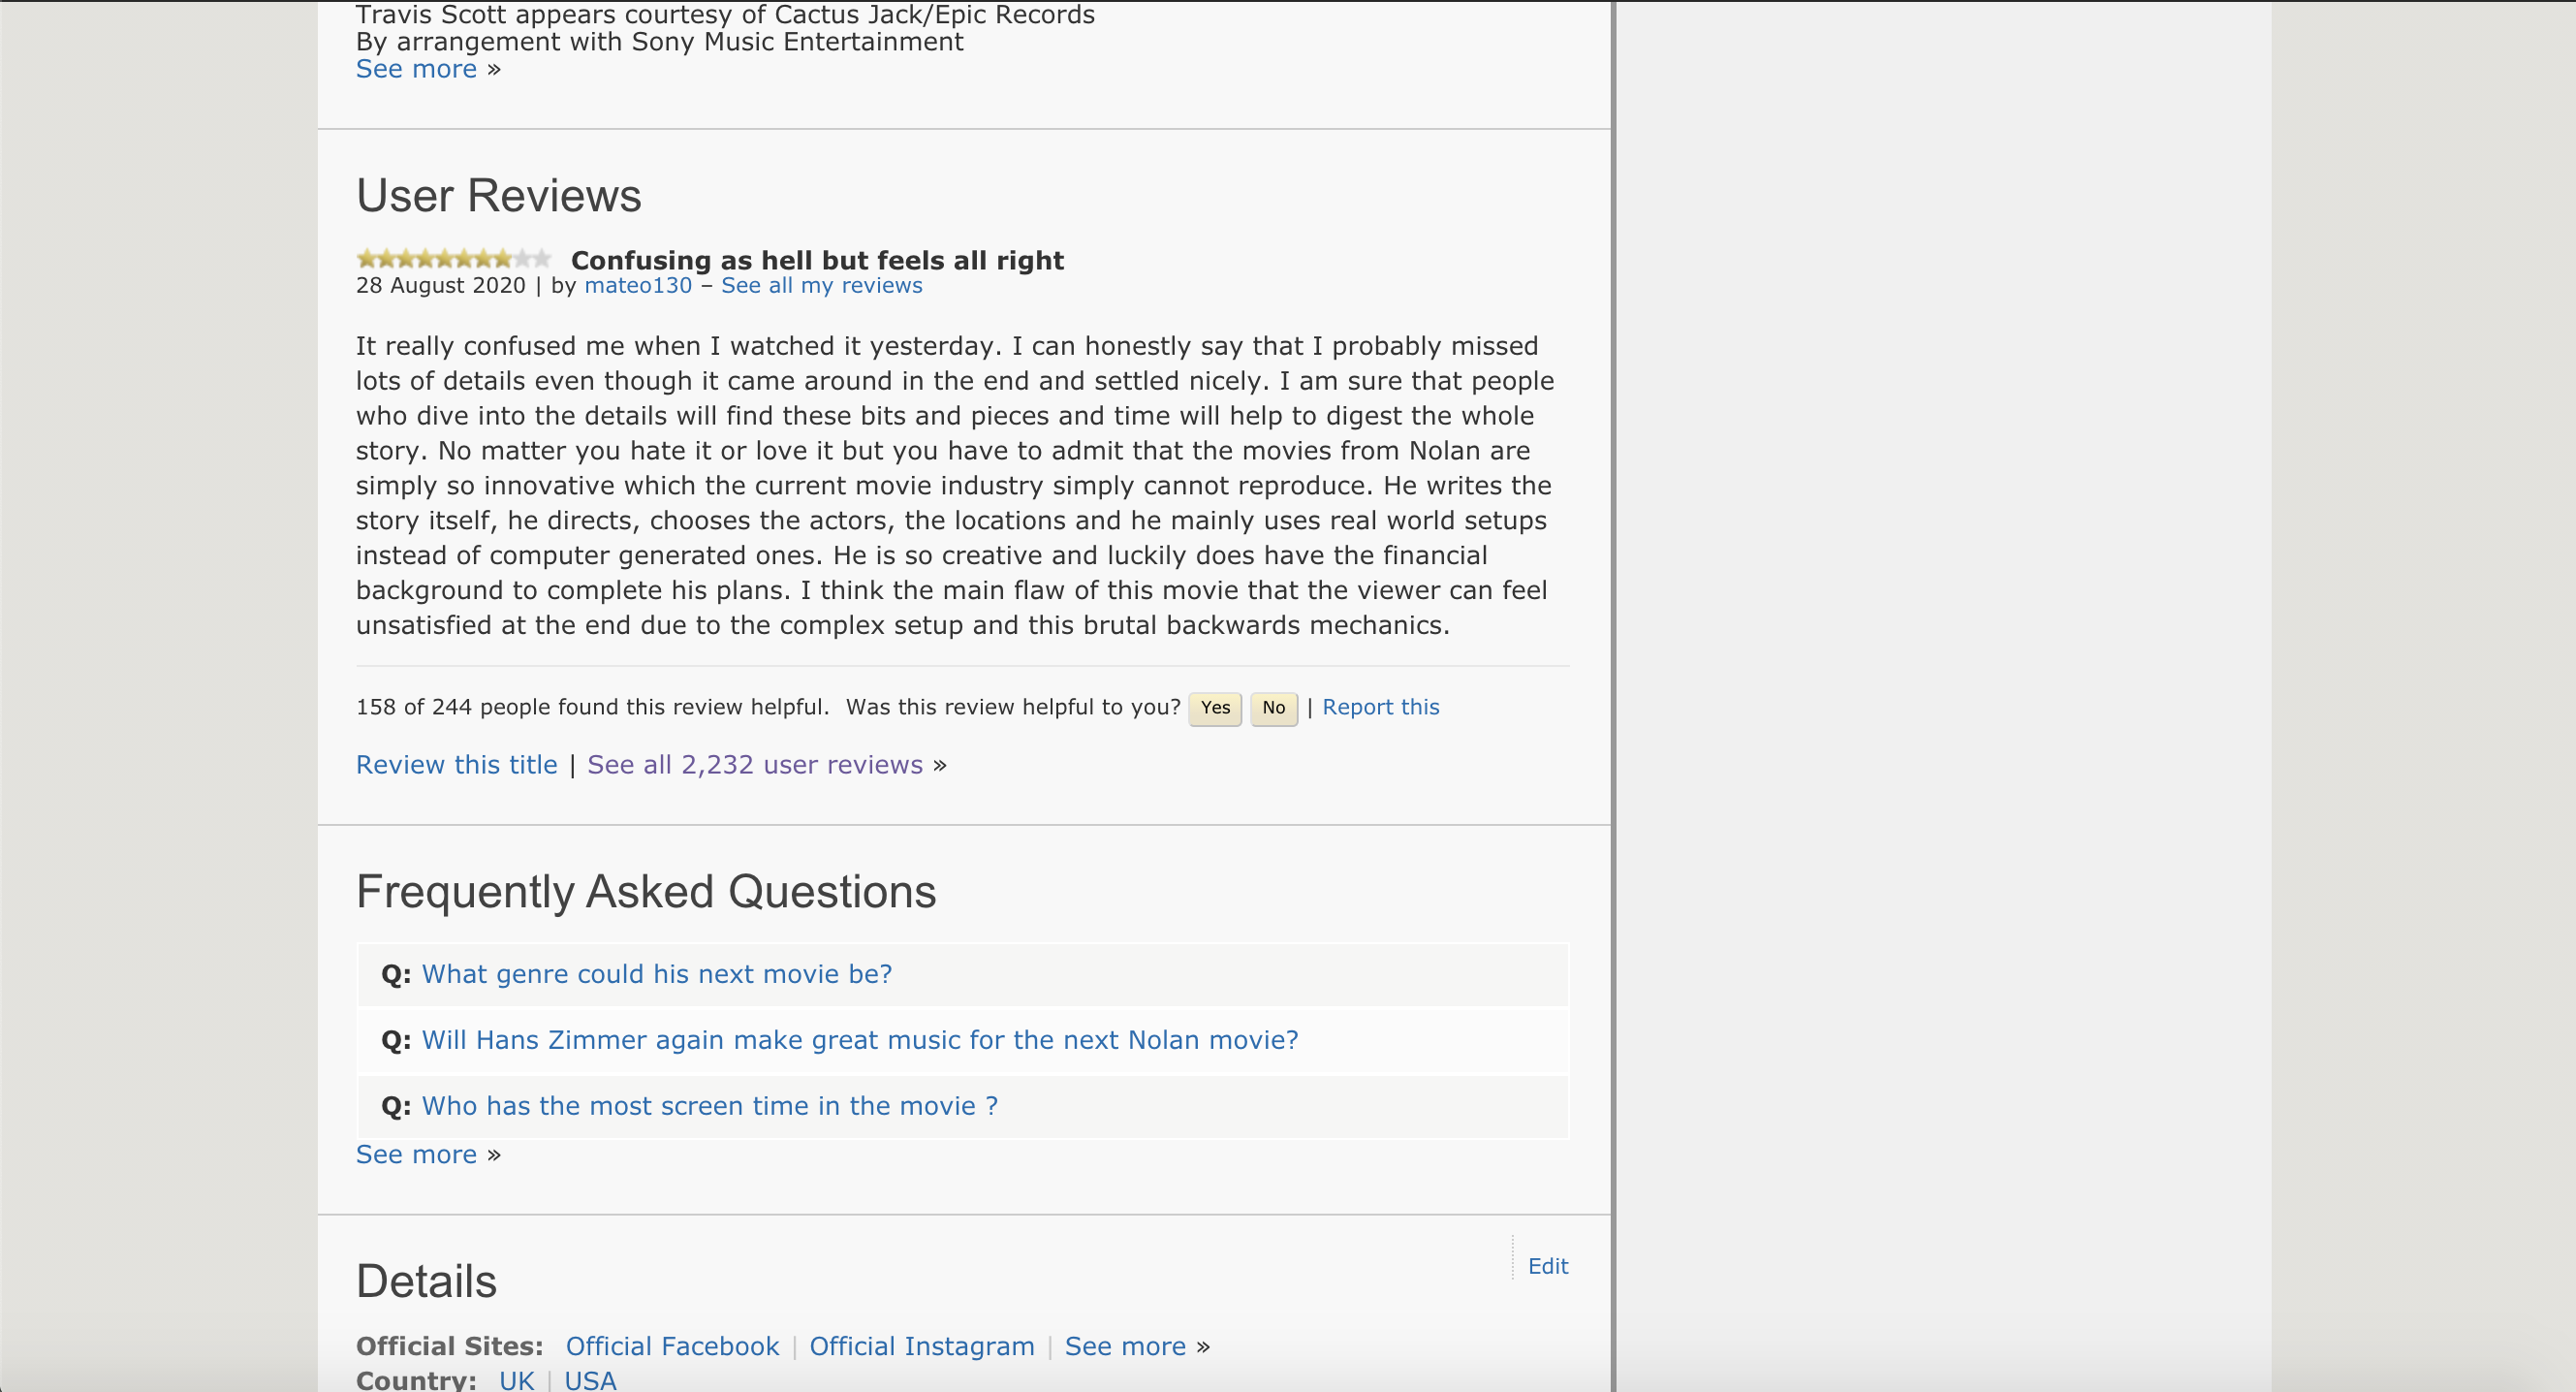 Travis Scott appears courtesy of Cactus Jack/Epic Records
By arrangement with Sony Music Entertainment
See more »
User Reviews
Confusing as hell but feels all right
28 August 2020 | by mateo130 – See all my reviews
It really confused me when I watched it yesterday. I can honestly say that I probably missed
lots of details even though it came around in the end and settled nicely. I am sure that people
who dive into the details will find these bits and pieces and time will help to digest the whole
story. No matter you hate it or love it but you have to admit that the movies from Nolan are
simply so innovative which the current movie industry simply cannot reproduce. He writes the
story itself, he directs, chooses the actors, the locations and he mainly uses real world setups
instead of computer generated ones. He is so creative and luckily does have the financial
background to complete his plans. I think the main flaw of this movie that the viewer can feel
unsatisfied at the end due to the complex setup and this brutal backwards mechanics.
158 of 244 people found this review helpful. Was this review helpful to you? Yes No | Report this
Review this title | See all 2,232 user reviews »
Frequently Asked Questions
Q: What genre could his next movie be?
Q: Will Hans Zimmer again make great music for the next Nolan movie?
Q: Who has the most screen time in the movie ?
See more »
Details
Edit
Official Sites: Official Facebook | Official Instagram | See more »
Country: UK | USA